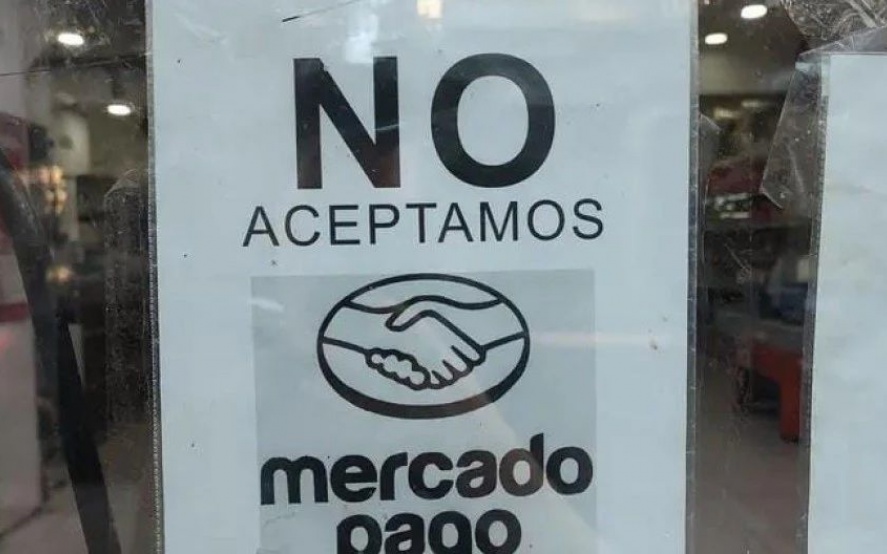 NO
ACEPTAMOS
mercado
pago